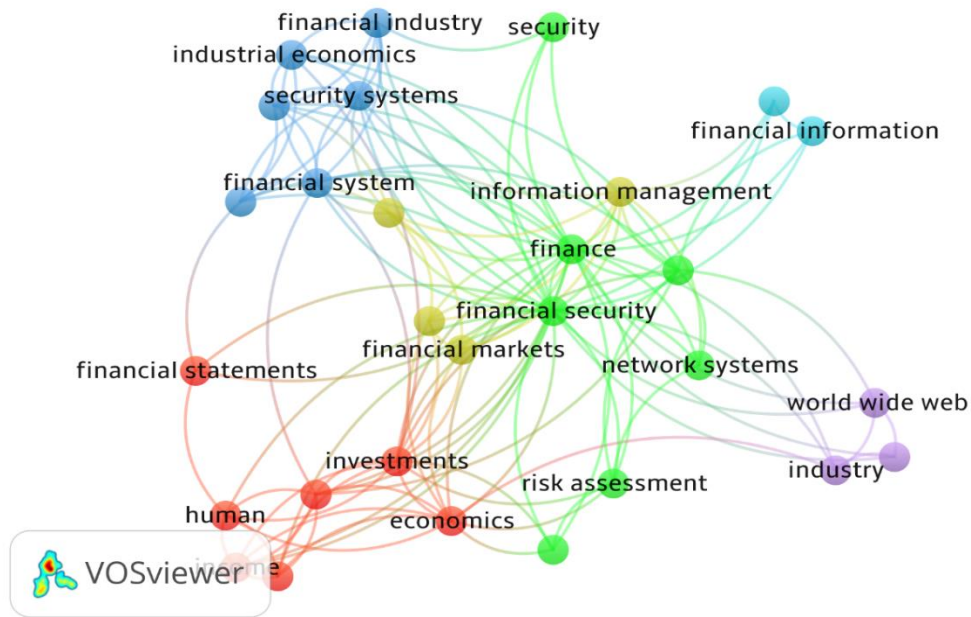 financial industry
security
industrial economics
security systems
financial information
financial system
information management
finance
financial security
financial markets
financial statements
network systems
world wide web
investments
industry
risk assessment
human
economics
income
VOSviewer